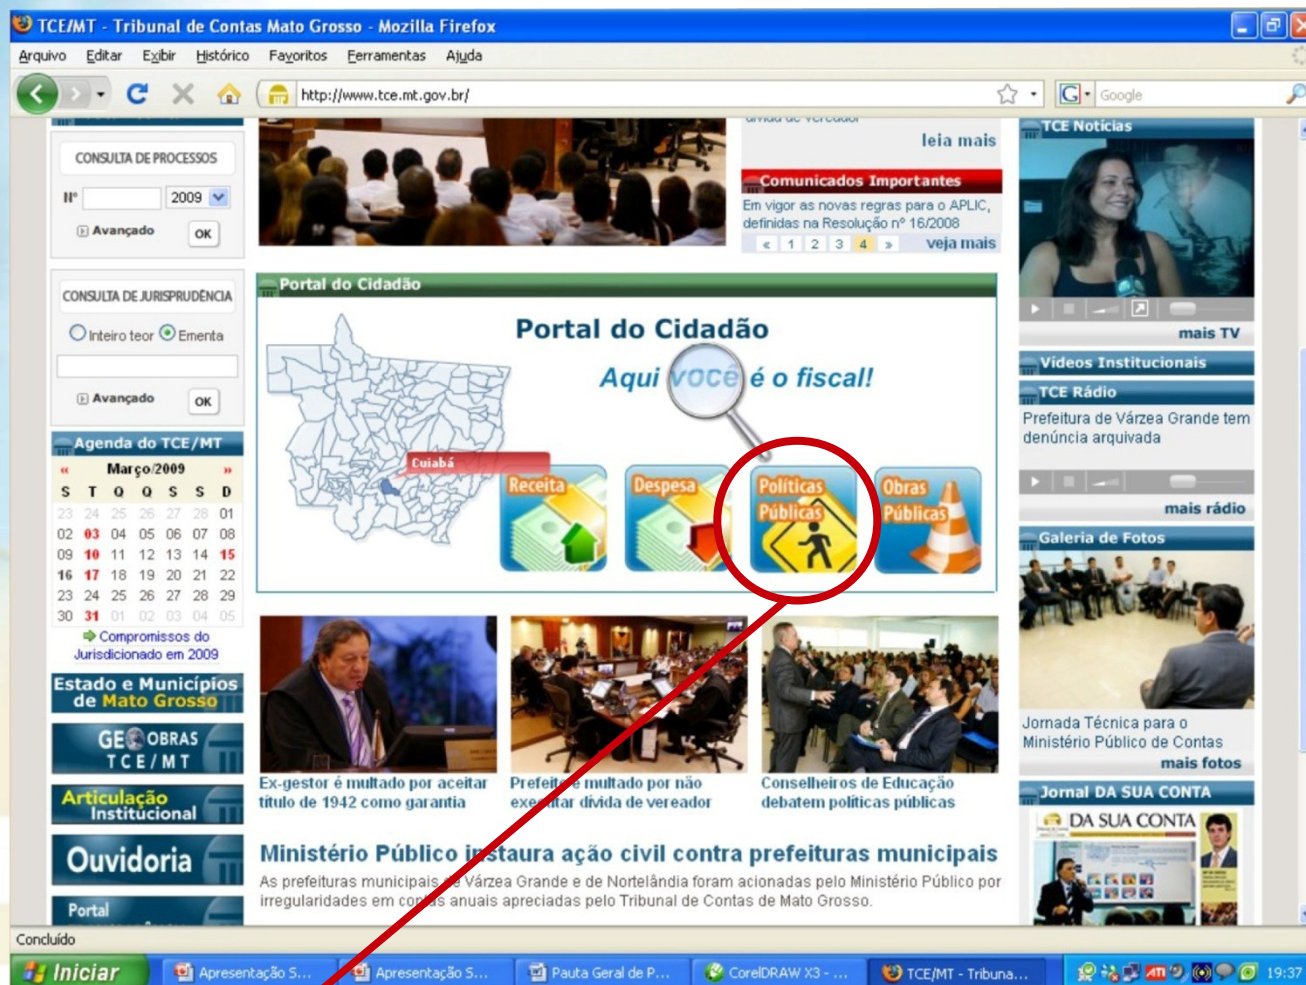 TCE/MT - Tribunal de Contas Mato Grosso - Mozilla Firefox
Arquivo Editar Exibir Histórico Favoritos Ferramentas Ajuda
http://www.tce.mt.gov.br/
Google
CONSULTA DE PROCESSOS
Nº 2009
Avançado OK
CONSULTA DE JURISPRUDÊNCIA
Inteiro teor Ementa
Avançado OK
Agenda do TCE/MT
« Março/2009 »
S T Q Q S S D
23 24 25 26 27 28 01
02 03 04 05 06 07 08
09 10 11 12 13 14 15
16 17 18 19 20 21 22
23 24 25 26 27 28 29
30 31 01 02 03 04 05
Compromissos do
Jurisdicionado em 2009
Estado e Municípios
de Mato Grosso
GEOBRAS
TCE/MT
Articulação
Institucional
Ouvidoria
Portal
leia mais
Comunicados Importantes
Em vigor as novas regras para o APLIC,
definidas na Resolução nº 16/2008
« 1 2 3 4 » veja mais
Portal do Cidadão
Portal do Cidadão
Aqui você é o fiscal!
Cuiabá
Receita
Despesa
Políticas
Públicas
Obras
Públicas
Ex-gestor é multado por aceitar
título de 1942 como garantia
Prefeito é multado por não
executar dívida de vereador
Conselheiros de Educação
debatem políticas públicas
Ministério Público instaura ação civil contra prefeituras municipais
As prefeituras municipais de Várzea Grande e de Nortelândia foram acionadas pelo Ministério Público por
irregularidades em contas anuais apreciadas pelo Tribunal de Contas de Mato Grosso.
TCE Notícias
mais TV
Vídeos Institucionais
TCE Rádio
Prefeitura de Várzea Grande tem
denúncia arquivada
mais rádio
Galeria de Fotos
Jornada Técnica para o
Ministério Público de Contas
mais fotos
Jornal DA SUA CONTA
DA SUA CONTA
Concluído
Iniciar
Apresentação S...
Apresentação S...
Pauta Geral de P...
CorelDRAW X3 - ...
TCE/MT - Tribuna...
19:37